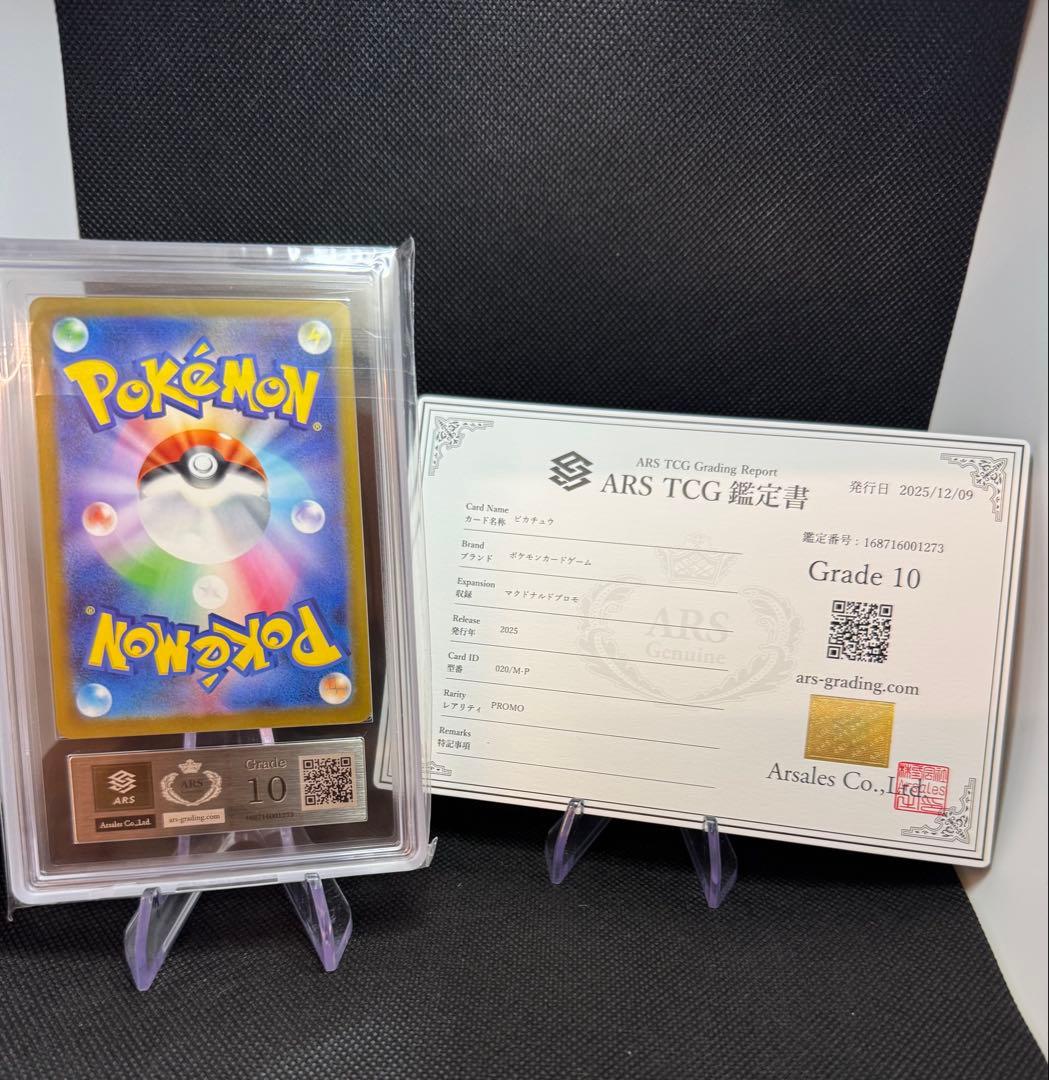 POKéMON
®
POKéMON
®
ARS
Arsales Co.,Ltd.
ARS
ars-grading.com
Grade
10
168716001273
ARS TCG Grading Report
ARS TCG 鑑定書
発行日 2025/12/09
Card Name
カード名称 ピカチュウ
Brand
ブランド ポケモンカードゲーム
Expansion
収録 マクドナルドプロモ
Release
発行年 2025
Card ID
型番 020/M-P
Rarity
レアリティ PROMO
Remarks
特記事項 -
ARS
Genuine
鑑定番号：168716001273
Grade 10
ars-grading.com
Arsales Co.,Ltd.